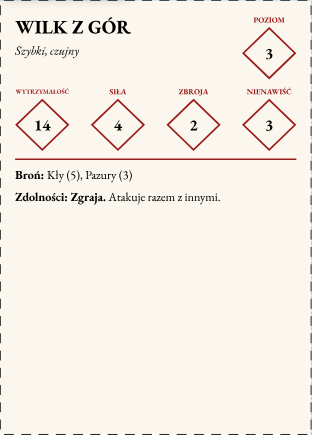 WILK Z GÓR
Szybki, czujny
POZIOM
3
WYTRZYMAŁOŚĆ
SIŁA
ZBROJA
NIENAWIŚĆ
14
4
2
3
Broń: Kły (5), Pazury (3)
Zdolności: Zgraja. Atakuje razem z innymi.